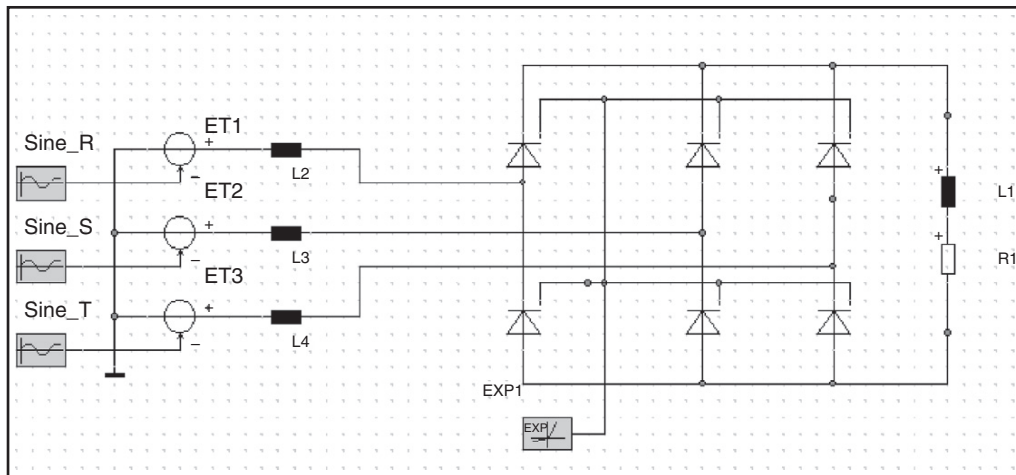 ET1
Sine_R
L2
ET2
L1
Sine_S
L3
R1
ET3
Sine_T
L4
EXP1
EXP